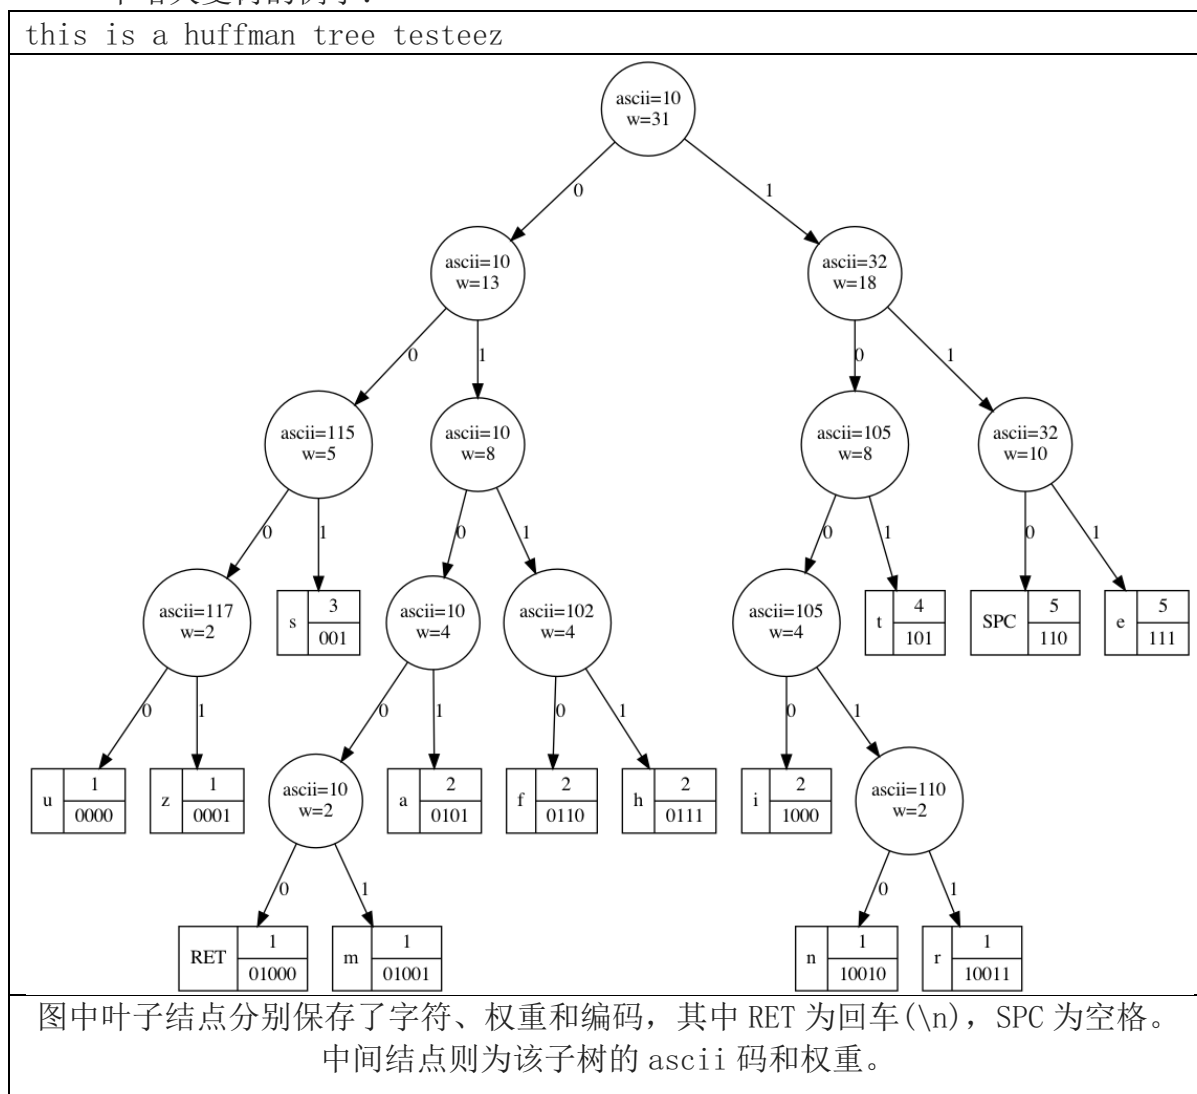 this is a huffman tree testeez
ascii=10
w=31
0
1
ascii=10
w=13
ascii=32
w=18
0
1
0
1
ascii=115
w=5
ascii=10
w=8
ascii=105
w=8
ascii=32
w=10
0
1
0
1
0
1
0
1
ascii=117
w=2
s
3
001
ascii=10
w=4
ascii=102
w=4
ascii=105
w=4
t
4
101
SPC
5
110
e
5
111
0
1
0
1
0
1
0
1
u
1
0000
z
1
0001
ascii=10
w=2
a
2
0101
f
2
0110
h
2
0111
i
2
1000
ascii=110
w=2
0
1
0
1
RET
1
01000
m
1
01001
n
1
10010
r
1
10011
图中叶子结点分别保存了字符、权重和编码，其中 RET 为回车(\n)，SPC 为空格。
中间结点则为该子树的 ascii 码和权重。